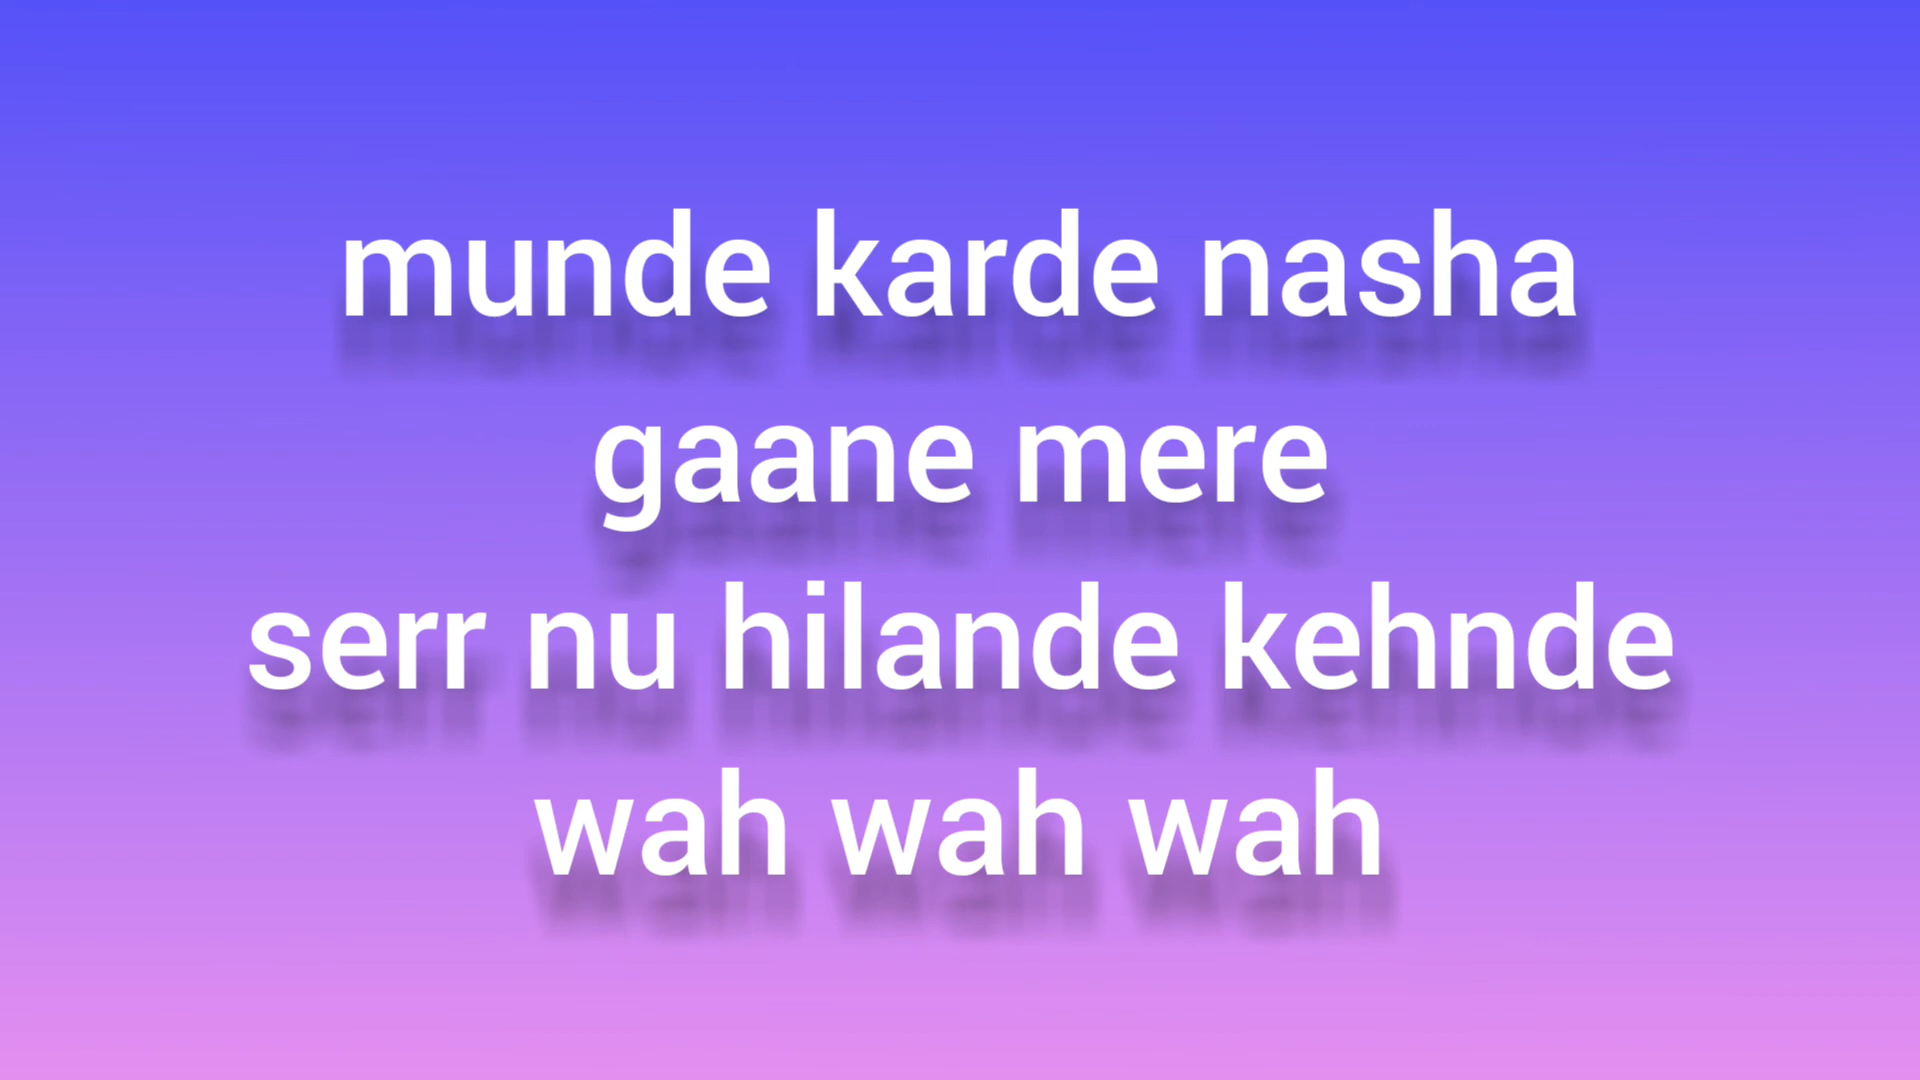 munde karde nasha
gaane mere
serr nu hilande kehnde
wah wah wah